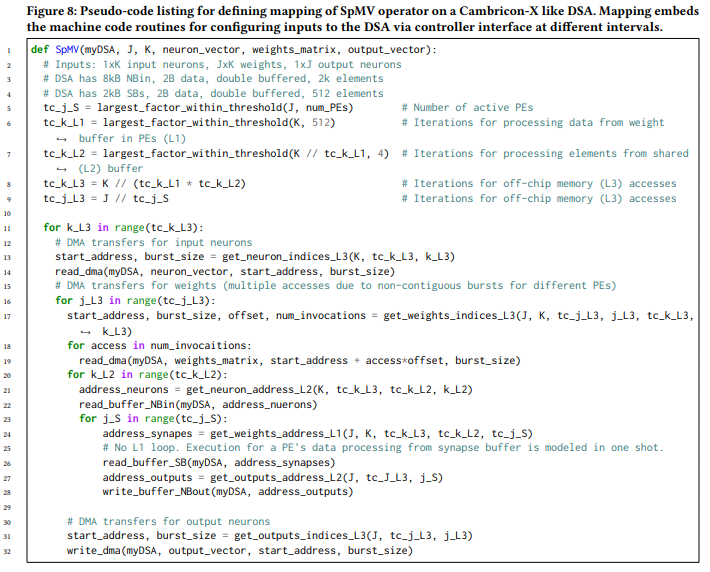 Figure 8: Pseudo-code listing for defining mapping of SpMV operator on a Cambricon-X like DSA. Mapping embeds
the machine code routines for configuring inputs to the DSA via controller interface at different intervals.
1 def SpMV(myDSA, J, K, neuron_vector, weights_matrix, output_vector):
2 # Inputs: 1xK input neurons, JxK weights, 1xJ output neurons
3 # DSA has 8kB NBin, 2B data, double buffered, 2k elements
4 # DSA has 2kB SBs, 2B data, double buffered, 512 elements
5 tc_j_S = largest_factor_within_threshold(J, num_PEs) # Number of active PEs
6 tc_k_L1 = largest_factor_within_threshold(K, 512) # Iterations for processing data from weight
↪ buffer in PEs (L1)
7 tc_k_L2 = largest_factor_within_threshold(K // tc_k_L1, 4) # Iterations for processing elements from shared
↪ (L2) buffer
8 tc_k_L3 = K // (tc_k_L1 * tc_k_L2) # Iterations for off-chip memory (L3) accesses
9 tc_j_L3 = J // tc_j_S # Iterations for off-chip memory (L3) accesses
10
11 for k_L3 in range(tc_k_L3):
12 # DMA transfers for input neurons
13 start_address, burst_size = get_neuron_indices_L3(K, tc_k_L3, k_L3)
14 read_dma(myDSA, neuron_vector, start_address, burst_size)
15 # DMA transfers for weights (multiple accesses due to non-contiguous bursts for different PEs)
16 for j_L3 in range(tc_j_L3):
17 start_address, burst_size, offset, num_invocations = get_weights_indices_L3(J, K, tc_j_L3, j_L3, tc_k_L3,
↪ k_L3)
18 for access in num_invocaitions:
19 read_dma(myDSA, weights_matrix, start_address + access*offset, burst_size)
20 for k_L2 in range(tc_k_L2):
21 address_neurons = get_neuron_address_L2(K, tc_k_L3, tc_k_L2, k_L2)
22 read_buffer_NBin(myDSA, address_nuerons)
23 for j_S in range(tc_j_S):
24 address_synapes = get_weights_address_L1(J, K, tc_k_L3, tc_k_L2, tc_j_S)
25 # No L1 loop. Execution for a PE's data processing from synapse buffer is modeled in one shot.
26 read_buffer_SB(myDSA, address_synapses)
27 address_outputs = get_outputs_address_L2(J, tc_J_L3, j_S)
28 write_buffer_NBout(myDSA, address_outputs)
29
30 # DMA transfers for output neurons
31 start_address, burst_size = get_outputs_indices_L3(J, tc_j_L3, j_L3)
32 write_dma(myDSA, output_vector, start_address, burst_size)